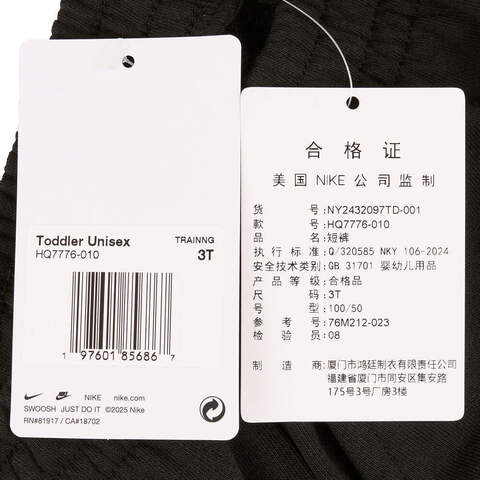 Toddler Unisex
HQ7776-010
TRAINNG
3T
1 97601 85686 7
NIKE nike.com
SWOOSH JUST DO IT ©2025 Nike
RN#81917 / CA#18702
合格证
美国 NIKE 公司监制
货号:NY2432097TD-001
款号:HQ7776-010
品名:短裤
执行标准:Q/320585 NKY 106-2024
安全技术类别:GB 31701 婴幼儿用品
产品等级:合格品
尺码:3T
号型:100/50
参考号:76M212-023
检验员:08
制造商:厦门市鸿廷制衣有限责任公司
福建省厦门市同安区集安路
175号3号厂房3楼